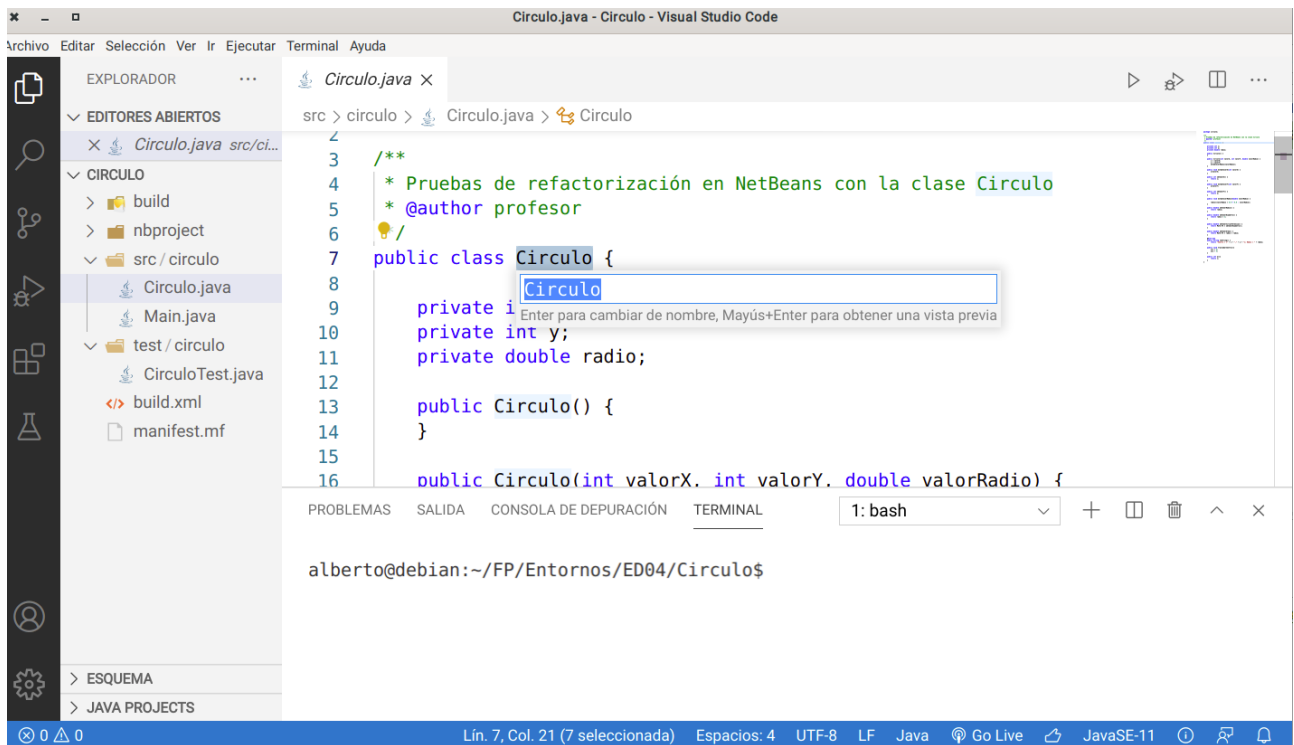 Circulo.java - Circulo - Visual Studio Code
Archivo Editar Selección Ver Ir Ejecutar Terminal Ayuda
EXPLORADOR
EDITORES ABIERTOS
Circulo.java src/ci...
CIRCULO
build
nbproject
src / circulo
Circulo.java
Main.java
test / circulo
CirculoTest.java
build.xml
manifest.mf
ESQUEMA
JAVA PROJECTS
Circulo.java
src > circulo > Circulo.java > Circulo
2
3 /**
4 * Pruebas de refactorización en NetBeans con la clase Circulo
5 * @author profesor
6 */
7 public class Circulo {
8
Circulo
9 private i
Enter para cambiar de nombre, Mayús+Enter para obtener una vista previa
10 private int y;
11 private double radio;
12
13 public Circulo() {
14 }
15
16 public Circulo(int valorX, int valorY, double valorRadio) {
PROBLEMAS SALIDA CONSOLA DE DEPURACIÓN TERMINAL 1: bash
alberto@debian:~/FP/Entornos/ED04/Circulo$
0 0 Lín. 7, Col. 21 (7 seleccionada) Espacios: 4 UTF-8 LF Java Go Live JavaSE-11